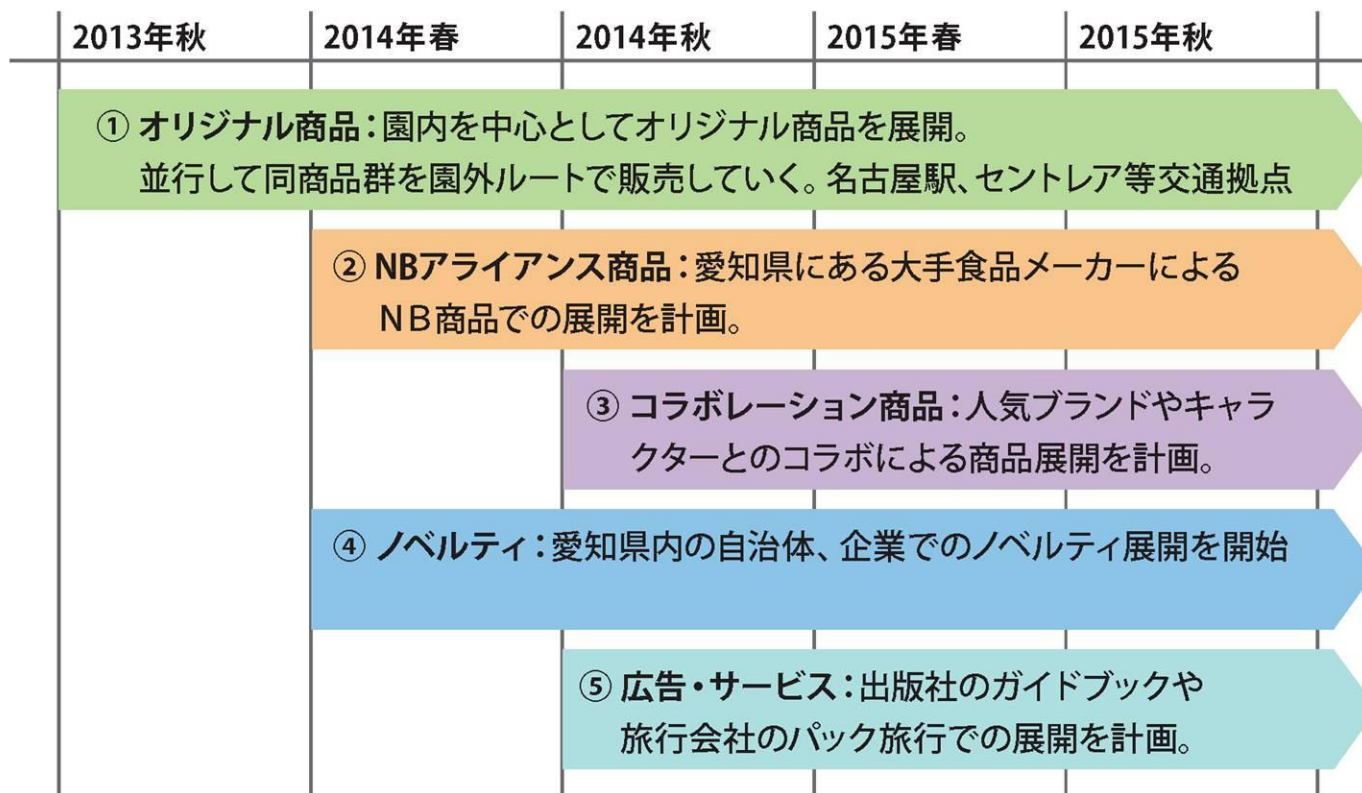 2013年秋 2014年春 2014年秋 2015年春 2015年秋
① オリジナル商品：園内を中心としてオリジナル商品を展開。
並行して同商品群を園外ルートで販売していく。名古屋駅、セントレア等交通拠点
② NBアライアンス商品：愛知県にある大手食品メーカーによる
ＮＢ商品での展開を計画。
③ コラボレーション商品：人気ブランドやキャラ
クターとのコラボによる商品展開を計画。
④ ノベルティ：愛知県内の自治体、企業でのノベルティ展開を開始
⑤ 広告・サービス：出版社のガイドブックや
旅行会社のパック旅行での展開を計画。